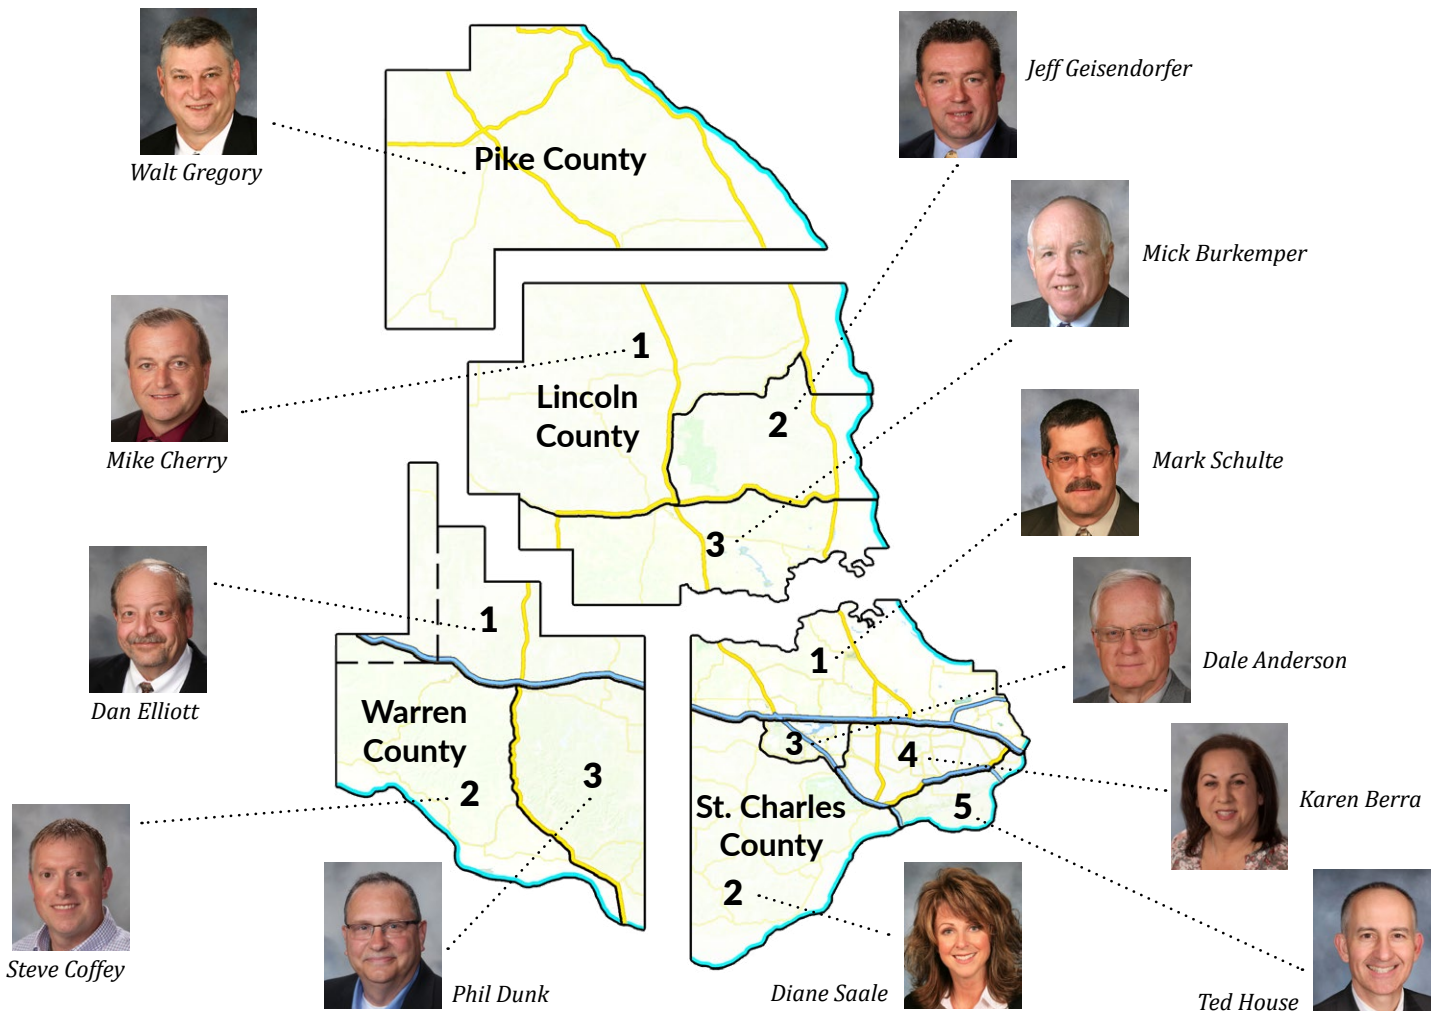 Jeff Geisendorfer
Walt Gregory
Pike County
Mick Burkemper
1
Mike Cherry
Lincoln
County
2
Mark Schulte
3
Dan Elliott
1
1
Dale Anderson
Warren
County
3
4
2
3
Karen Berra
St. Charles
County
5
Steve Coffey
2
Phil Dunk
Diane Saale
Ted House